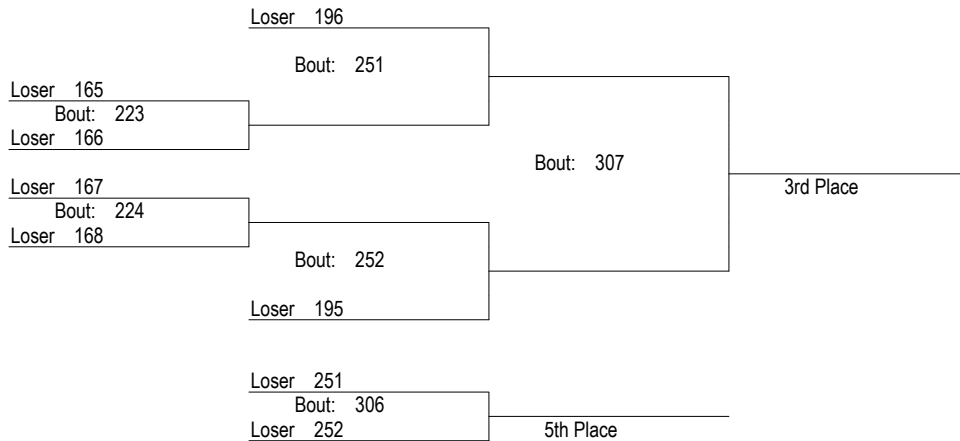 Loser 196
Bout: 251
Loser 165
Bout: 223
Loser 166
Bout: 307
Loser 167
3rd Place
Bout: 224
Loser 168
Bout: 252
Loser 195
Loser 251
Bout: 306
Loser 252
5th Place